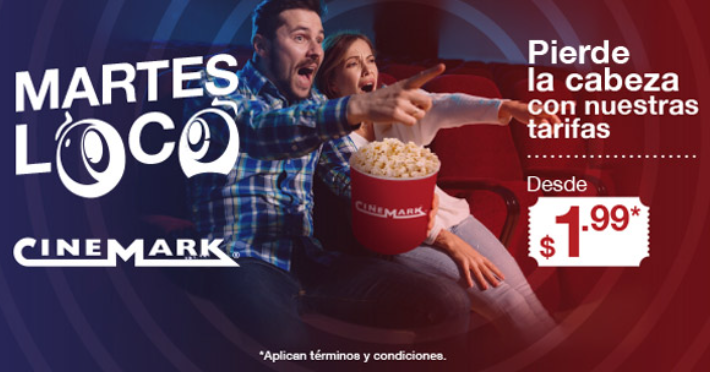 MARTES
LOCO
CINEMARK®
CINEMARK
Pierde
la cabeza
con nuestras
tarifas
Desde
$1.99*
*Aplican términos y condiciones.